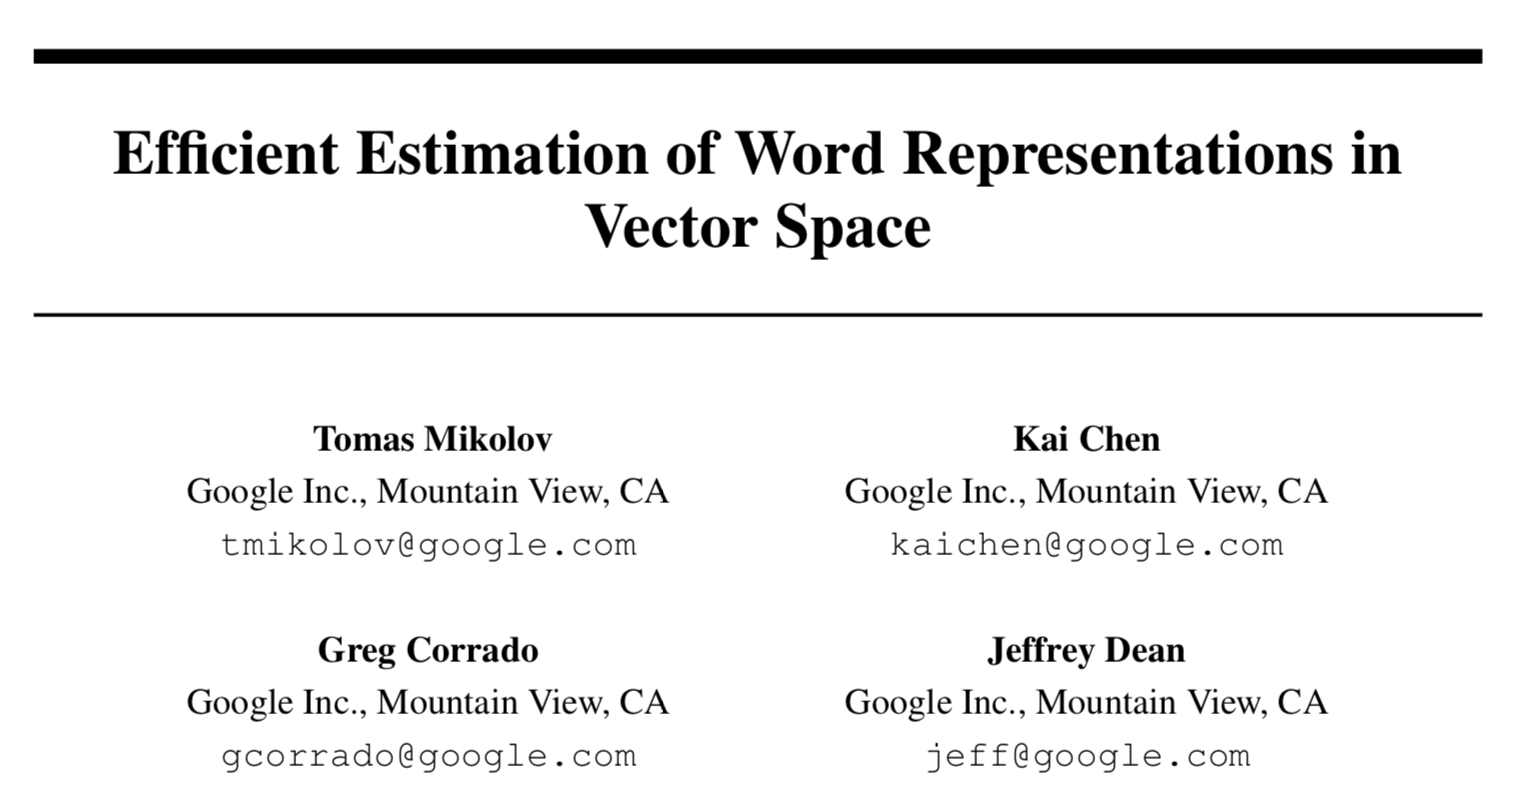 Efficient Estimation of Word Representations in
Vector Space
Tomas Mikolov
Google Inc., Mountain View, CA
tmikolov@google.com
Kai Chen
Google Inc., Mountain View, CA
kaichen@google.com
Greg Corrado
Google Inc., Mountain View, CA
gcorrado@google.com
Jeffrey Dean
Google Inc., Mountain View, CA
jeff@google.com